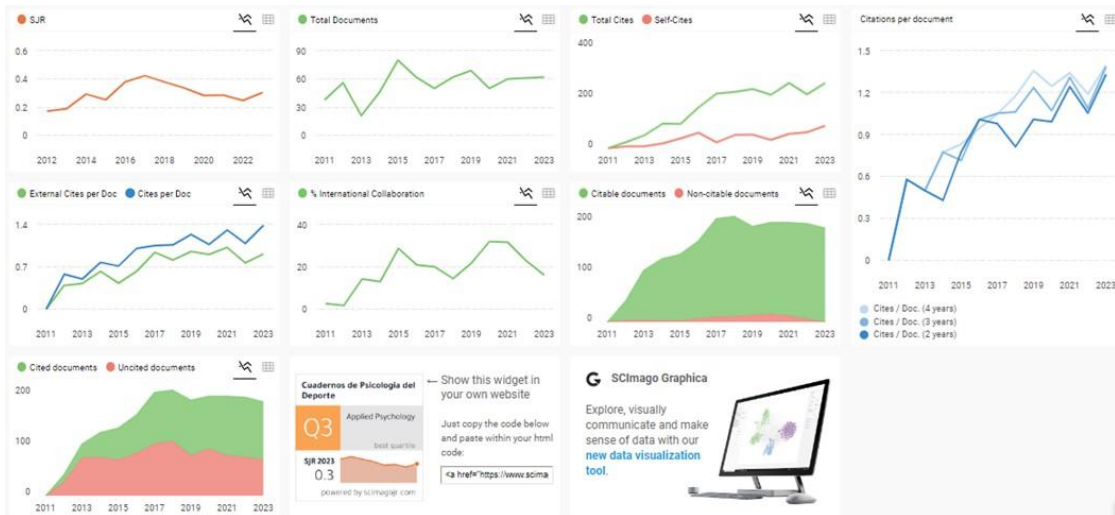 SJR
0.6
0.4
0.2
0
2012 2014 2016 2018 2020 2022
Total Documents
90
60
30
0
2011 2013 2015 2017 2019 2021 2023
Total Cites Self-Cites
400
200
0
2011 2013 2015 2017 2019 2021 2023
Citations per document
1.5
1.2
0.9
0.6
0.3
0
2011 2013 2015 2017 2019 2021 2023
Cites / Doc. (4 years)
Cites / Doc. (3 years)
Cites / Doc. (2 years)
External Cites per Doc Cites per Doc
1.4
0.7
0
2011 2013 2015 2017 2019 2021 2023
% International Collaboration
40
20
0
2011 2013 2015 2017 2019 2021 2023
Citable documents Non-citable documents
200
100
0
2011 2013 2015 2017 2019 2021 2023
Cited documents Uncited documents
200
100
0
2011 2013 2015 2017 2019 2021 2023
Cuadernos de Psicologia del
Deporte
Q3
Applied Psychology
best quartile
SJR 2023
0.3
powered by scimagojr.com
← Show this widget in
your own website
Just copy the code below
and paste within your html
code:
<a href="https://www.scima
SCImago Graphica
Explore, visually
communicate and make
sense of data with our
new data visualization
tool.